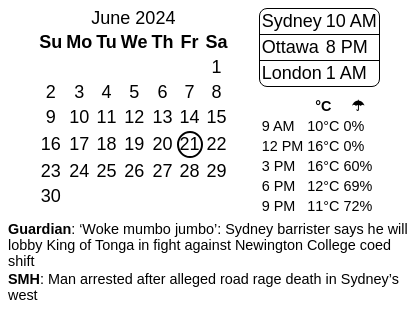 June 2024
Su Mo Tu We Th Fr Sa
1
2 3 4 5 6 7 8
9 10 11 12 13 14 15
16 17 18 19 20 21 22
23 24 25 26 27 28 29
30
Sydney 10 AM
Ottawa 8 PM
London 1 AM
°C ☂
9 AM 10°C 0%
12 PM 16°C 0%
3 PM 16°C 60%
6 PM 12°C 69%
9 PM 11°C 72%
Guardian: ‘Woke mumbo jumbo’: Sydney barrister says he will
lobby King of Tonga in fight against Newington College coed
shift
SMH: Man arrested after alleged road rage death in Sydney’s
west